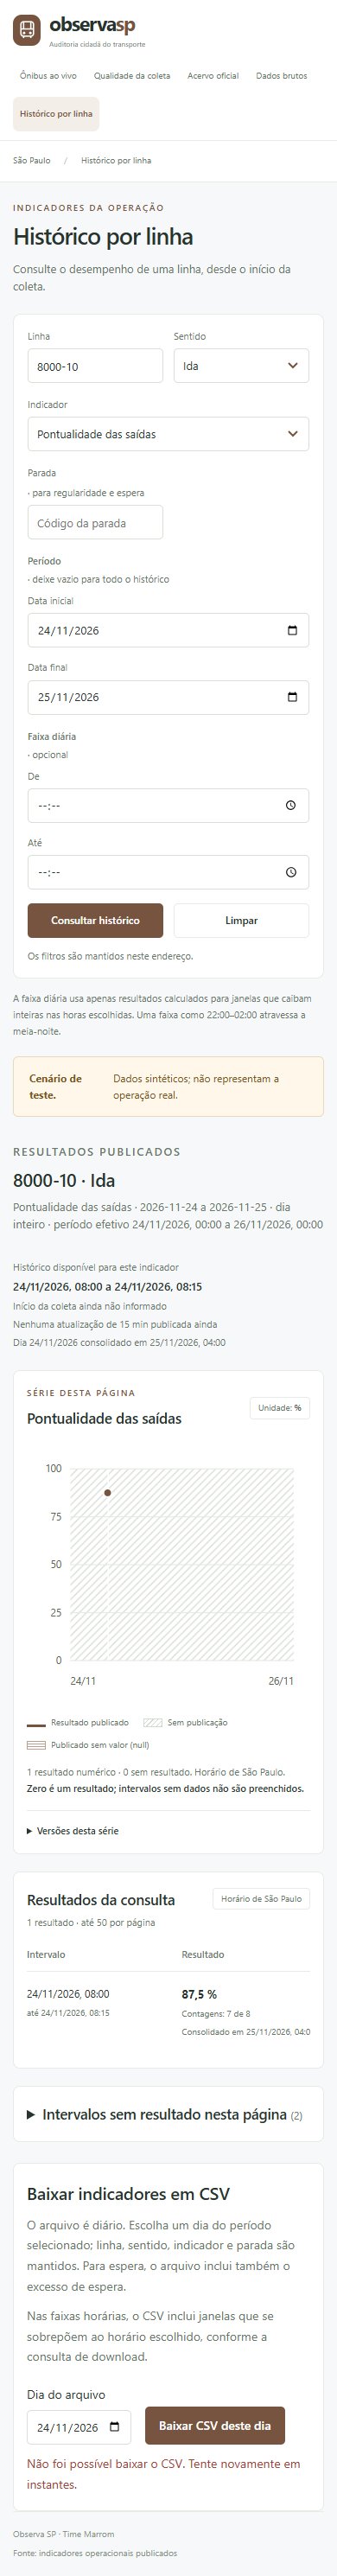 observasp
Auditoria cidadã do transporte
Ônibus ao vivo
Qualidade da coleta
Acervo oficial
Dados brutos
Histórico por linha
São Paulo / Histórico por linha
INDICADORES DA OPERAÇÃO
Histórico por linha
Consulte o desempenho de uma linha, desde o início da
coleta.
Linha
Sentido
8000-10
Ida
Indicador
Pontualidade das saídas
Parada
· para regularidade e espera
Código da parada
Período
· deixe vazio para todo o histórico
Data inicial
24/11/2026
Data final
25/11/2026
Faixa diária
· opcional
De
--:--
Até
--:--
Consultar histórico
Limpar
Os filtros são mantidos neste endereço.
A faixa diária usa apenas resultados calculados para janelas que caibam
inteiras nas horas escolhidas. Uma faixa como 22:00–02:00 atravessa a
meia-noite.
Cenário de
teste.
Dados sintéticos; não representam a
operação real.
RESULTADOS PUBLICADOS
8000-10 · Ida
Pontualidade das saídas · 2026-11-24 a 2026-11-25 · dia
inteiro · período efetivo 24/11/2026, 00:00 a 26/11/2026, 00:00
Histórico disponível para este indicador
24/11/2026, 08:00 a 24/11/2026, 08:15
Início da coleta ainda não informado
Nenhuma atualização de 15 min publicada ainda
Dia 24/11/2026 consolidado em 25/11/2026, 04:00
SÉRIE DESTA PÁGINA
Pontualidade das saídas
Unidade: %
100
75
50
25
0
24/11
26/11
Resultado publicado
Sem publicação
Publicado sem valor (null)
1 resultado numérico · 0 sem resultado. Horário de São Paulo.
Zero é um resultado; intervalos sem dados não são preenchidos.
▶ Versões desta série
Resultados da consulta
Horário de São Paulo
1 resultado · até 50 por página
Intervalo
Resultado
24/11/2026, 08:00
até 24/11/2026, 08:15
87,5 %
Contagens: 7 de 8
Consolidado em 25/11/2026, 04:0
▶ Intervalos sem resultado nesta página (2)
Baixar indicadores em CSV
O arquivo é diário. Escolha um dia do período
selecionado; linha, sentido, indicador e parada são
mantidos. Para espera, o arquivo inclui também o
excesso de espera.
Nas faixas horárias, o CSV inclui janelas que se
sobrepõem ao horário escolhido, conforme a
consulta de download.
Dia do arquivo
24/11/2026
Baixar CSV deste dia
Não foi possível baixar o CSV. Tente novamente em
instantes.
Observa SP · Time Marrom
Fonte: indicadores operacionais publicados